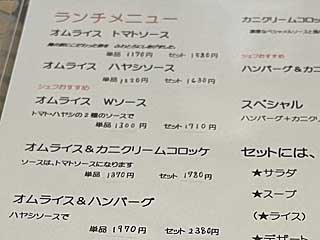 ランチメニュー
オムライス トマトソース
単品 1170円 セット 1580円
オムライス ハヤシソース
単品 1220円 セット 1630円
シェフおすすめ
オムライス Wソース
トマト・ハヤシの2種のソースで
単品 1300円 セット 1710円
オムライス&カニクリームコロッケ
ソースは、トマトソースになります
単品 1370円 セット 1780円
オムライス&ハンバーグ
ハヤシソースで
単品 1970円 セット 2380円
カニクリームコロッ
シェフおすすめ
ハンバーグ&カニ
スペシャル
ハンバーグ+カニク
セットには、
★サラダ
★スープ
(★ライス)
★デザート